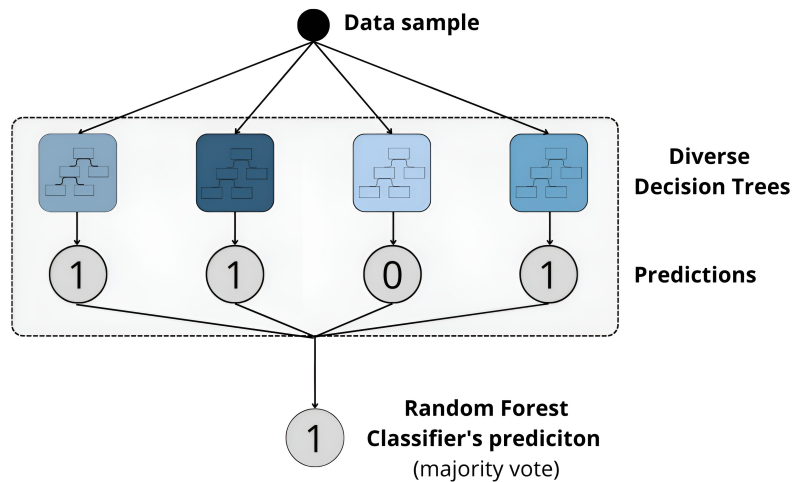 Data sample
Diverse
Decision Trees
1 1 0 1
Predictions
1
Random Forest
Classifier's prediciton
(majority vote)